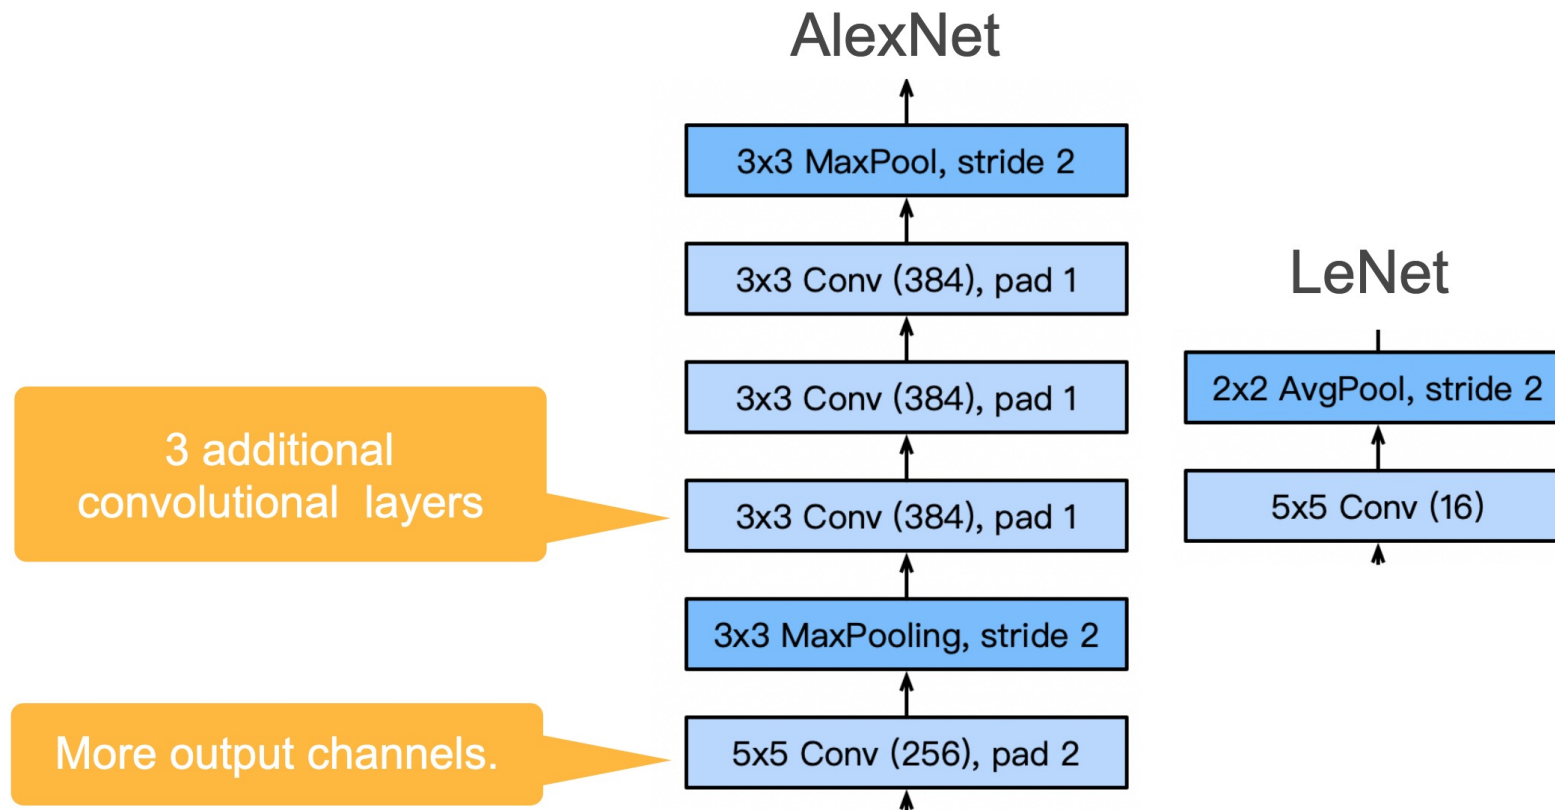 AlexNet
3x3 MaxPool, stride 2
3x3 Conv (384), pad 1
3x3 Conv (384), pad 1
3x3 Conv (384), pad 1
3x3 MaxPooling, stride 2
5x5 Conv (256), pad 2
3 additional
convolutional layers
More output channels.
LeNet
2x2 AvgPool, stride 2
5x5 Conv (16)